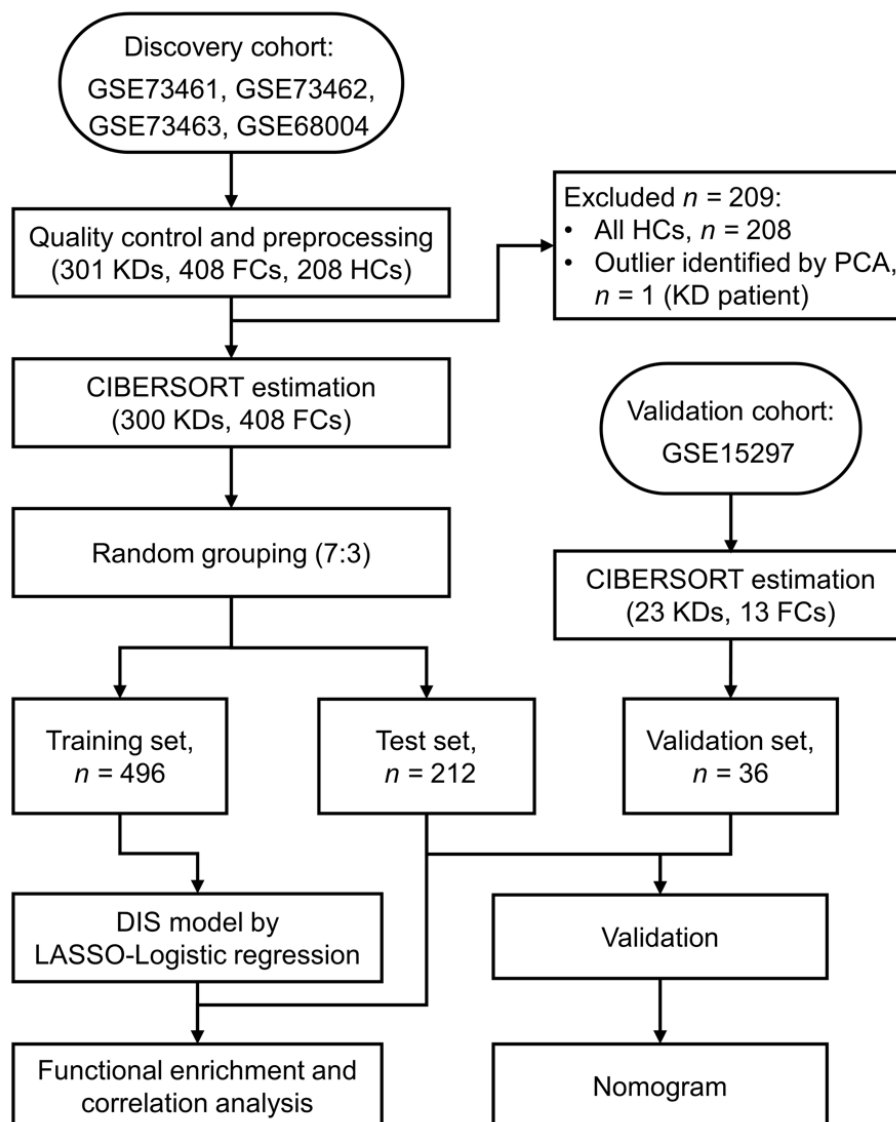 Discovery cohort:
GSE73461, GSE73462,
GSE73463, GSE68004
Quality control and preprocessing
(301 KDs, 408 FCs, 208 HCs)
Excluded n = 209:
• All HCs, n = 208
• Outlier identified by PCA,
n = 1 (KD patient)
CIBERSORT estimation
(300 KDs, 408 FCs)
Validation cohort:
GSE15297
Random grouping (7:3)
CIBERSORT estimation
(23 KDs, 13 FCs)
Training set,
n = 496
Test set,
n = 212
Validation set,
n = 36
DIS model by
LASSO-Logistic regression
Validation
Functional enrichment and
correlation analysis
Nomogram